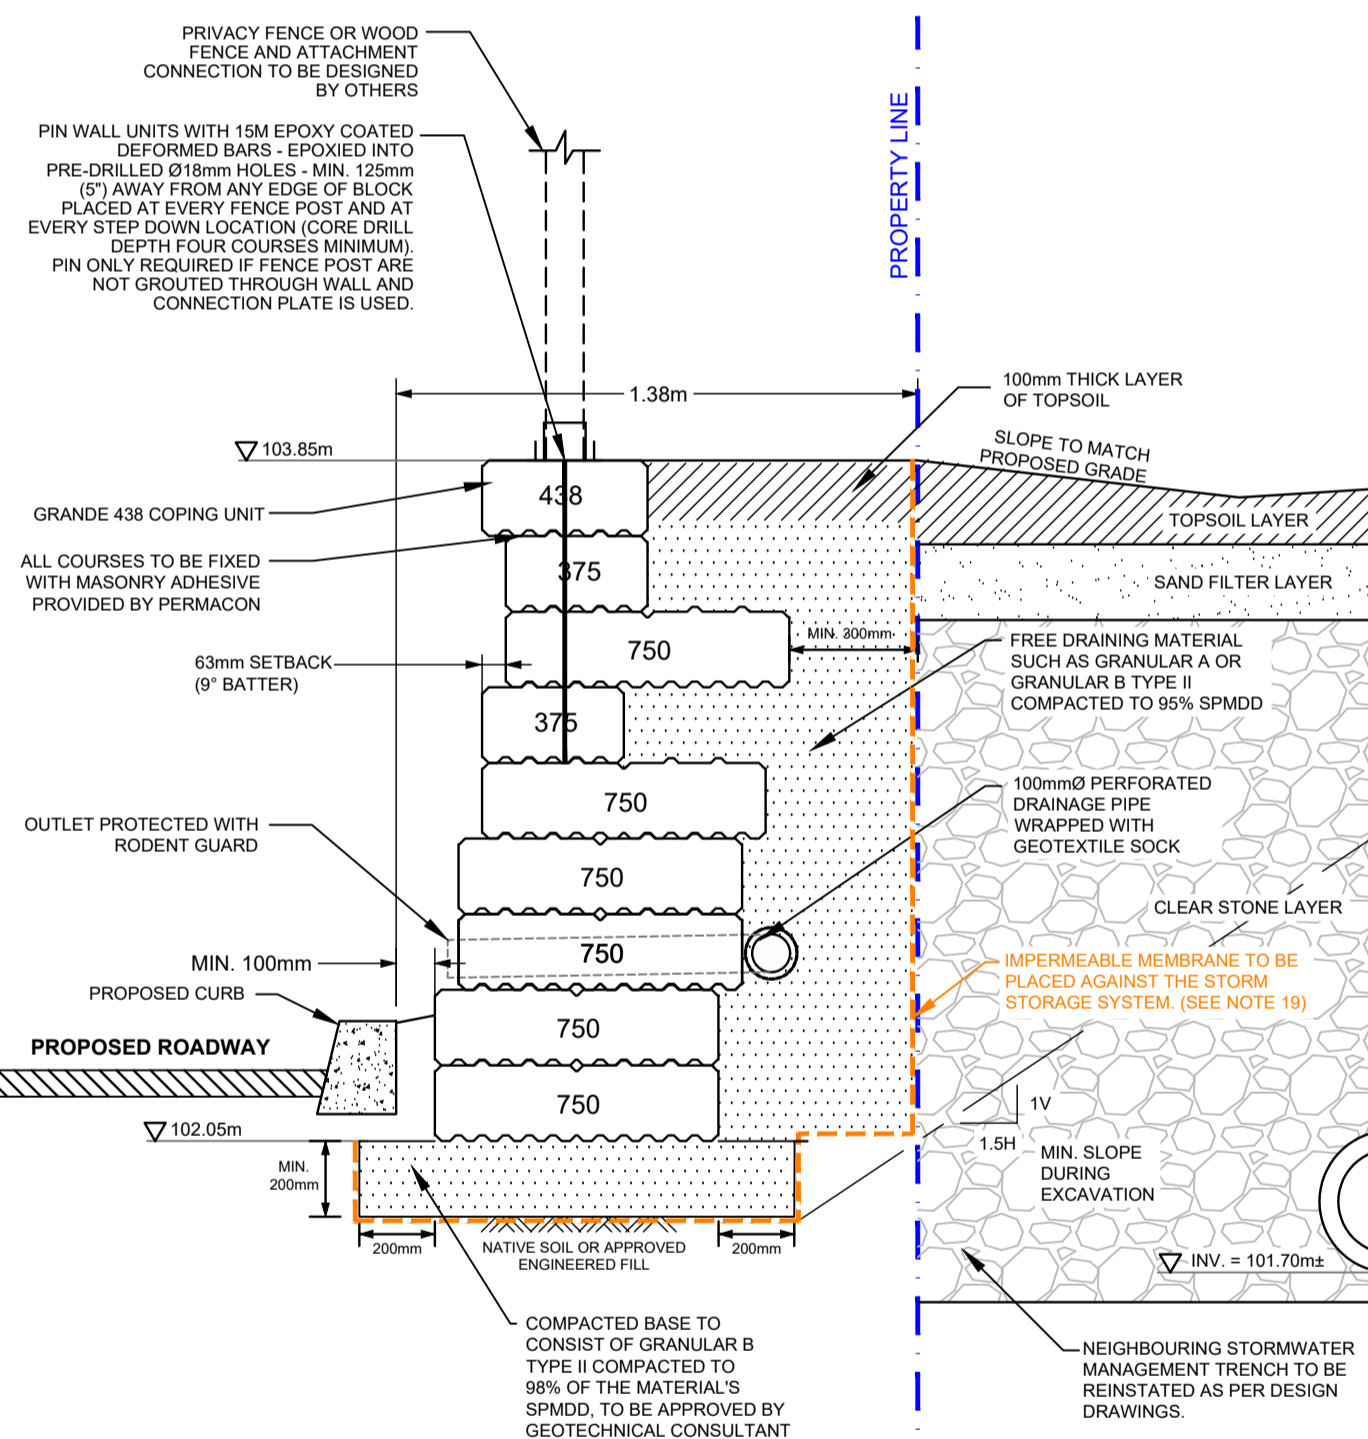 PRIVACY FENCE OR WOOD
FENCE AND ATTACHMENT
CONNECTION TO BE DESIGNED
BY OTHERS
PIN WALL UNITS WITH 15M EPOXY COATED
DEFORMED BARS - EPOXIED INTO
PRE-DRILLED Ø18mm HOLES - MIN. 125mm
(5") AWAY FROM ANY EDGE OF BLOCK
PLACED AT EVERY FENCE POST AND AT
EVERY STEP DOWN LOCATION (CORE DRILL
DEPTH FOUR COURSES MINIMUM).
PIN ONLY REQUIRED IF FENCE POST ARE
NOT GROUTED THROUGH WALL AND
CONNECTION PLATE IS USED.
PROPERTY LINE
1.38m
100mm THICK LAYER
OF TOPSOIL
103.85m
SLOPE TO MATCH
PROPOSED GRADE
438
GRANDE 438 COPING UNIT
TOPSOIL LAYER
ALL COURSES TO BE FIXED
WITH MASONRY ADHESIVE
PROVIDED BY PERMACON
375
SAND FILTER LAYER
750
MIN. 300mm
63mm SETBACK
(9° BATTER)
FREE DRAINING MATERIAL
SUCH AS GRANULAR A OR
GRANULAR B TYPE II
COMPACTED TO 95% SPMDD
375
750
100mmØ PERFORATED
DRAINAGE PIPE
WRAPPED WITH
GEOTEXTILE SOCK
OUTLET PROTECTED WITH
RODENT GUARD
750
CLEAR STONE LAYER
750
MIN. 100mm
IMPERMEABLE MEMBRANE TO BE
PLACED AGAINST THE STORM
STORAGE SYSTEM. (SEE NOTE 19)
PROPOSED CURB
750
PROPOSED ROADWAY
750
1V
1.5H
MIN. SLOPE
DURING
EXCAVATION
102.05m
MIN.
200mm
200mm
NATIVE SOIL OR APPROVED
ENGINEERED FILL
200mm
INV. = 101.70m±
COMPACTED BASE TO
CONSIST OF GRANULAR B
TYPE II COMPACTED TO
98% OF THE MATERIAL'S
SPMDD, TO BE APPROVED BY
GEOTECHNICAL CONSULTANT
NEIGHBOURING STORMWATER
MANAGEMENT TRENCH TO BE
REINSTATED AS PER DESIGN
DRAWINGS.